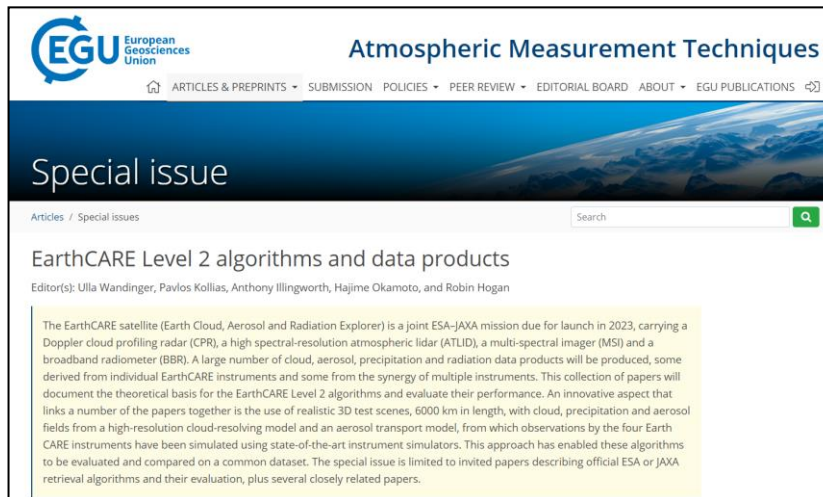 EGU European
Geosciences
Union
Atmospheric Measurement Techniques
ARTICLES & PREPRINTS SUBMISSION POLICIES PEER REVIEW EDITORIAL BOARD ABOUT EGU PUBLICATIONS
Special issue
Articles / Special issues
Search
EarthCARE Level 2 algorithms and data products
Editor(s): Ulla Wandinger, Pavlos Kollias, Anthony Illingworth, Hajime Okamoto, and Robin Hogan
The EarthCARE satellite (Earth Cloud, Aerosol and Radiation Explorer) is a joint ESA–JAXA mission due for launch in 2023, carrying a
Doppler cloud profiling radar (CPR), a high spectral-resolution atmospheric lidar (ATLID), a multi-spectral imager (MSI) and a
broadband radiometer (BBR). A large number of cloud, aerosol, precipitation and radiation data products will be produced, some
derived from individual EarthCARE instruments and some from the synergy of multiple instruments. This collection of papers will
document the theoretical basis for the EarthCARE Level 2 algorithms and evaluate their performance. An innovative aspect that
links a number of the papers together is the use of realistic 3D test scenes, 6000 km in length, with cloud, precipitation and aerosol
fields from a high-resolution cloud-resolving model and an aerosol transport model, from which observations by the four Earth
CARE instruments have been simulated using state-of-the-art instrument simulators. This approach has enabled these algorithms
to be evaluated and compared on a common dataset. The special issue is limited to invited papers describing official ESA or JAXA
retrieval algorithms and their evaluation, plus several closely related papers.